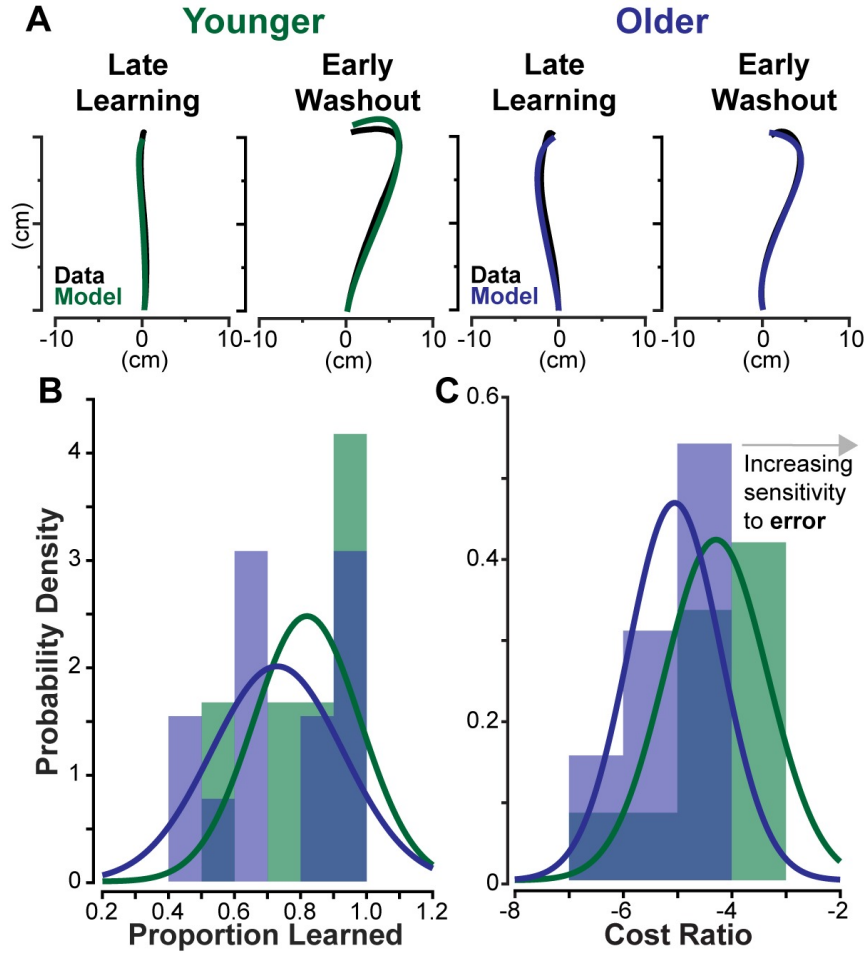 A
Younger
Older
Late
Learning
Early
Washout
Late
Learning
Early
Washout
(cm)
Data
Model
Data
Model
-10 0 10
(cm)
-10 0 10
(cm)
-10 0 10
(cm)
-10 0 10
(cm)
B
Probability Density
4
3
2
1
0
0.2 0.4 0.6 0.8 1.0 1.2
Proportion Learned
C
0.6
0.4
0.2
0
Increasing
sensitivity
to error
-8 -6 -4 -2
Cost Ratio